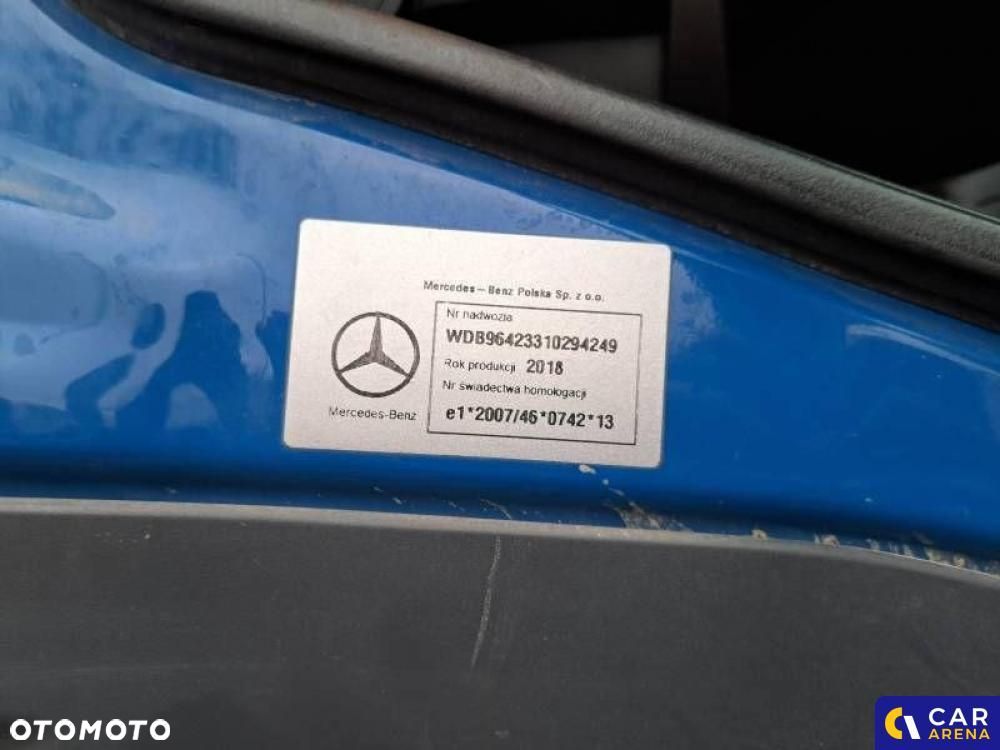 Mercedes-Benz Polska Sp. z o.o.
Nr nadwozia
WDB96423310294249
Rok produkcji 2018
Nr świadectwa homologacji
e1*2007/46*0742*13
Mercedes-Benz
OTOMOTO
CAR
ARENA